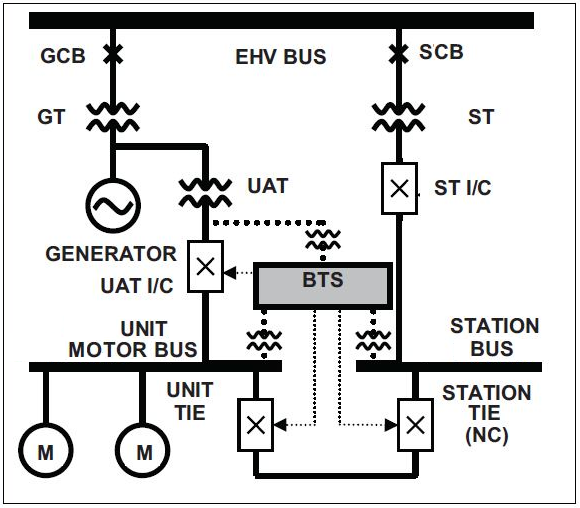 GCB
EHV BUS
SCB
GT
ST
UAT
ST I/C
GENERATOR
UAT I/C
BTS
UNIT
MOTOR BUS
STATION
BUS
UNIT
TIE
STATION
TIE
(NC)
M
M